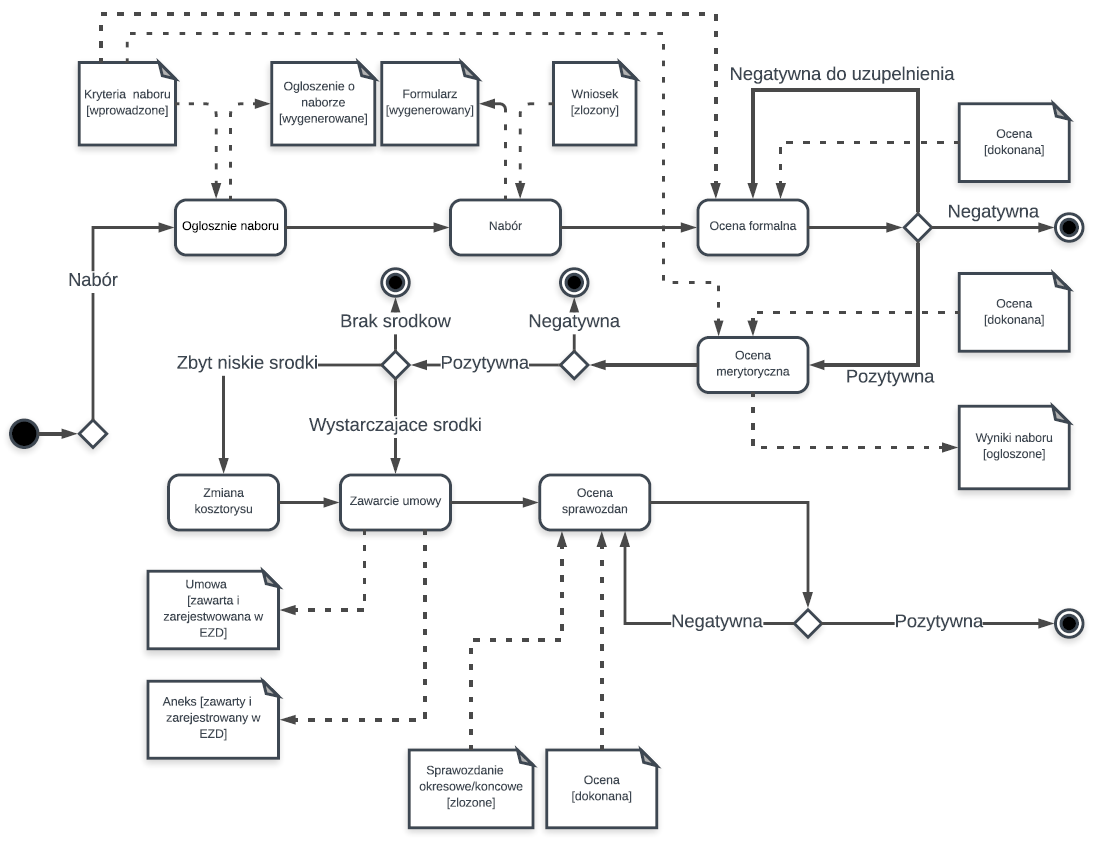 Negatywna do uzupelnienia
Kryteria naboru
[wprowadzone]
Ogloszenie o
naborze
[wygenerowane]
Formularz
[wygenerowany]
Wniosek
[zlozony]
Ocena
[dokonana]
Oglosznie naboru
Nabór
Ocena formalna
Negatywna
Nabór
Brak srodkow
Negatywna
Ocena
[dokonana]
Zbyt niskie srodki
Pozytywna
Ocena
merytoryczna
Pozytywna
Wystarczajace srodki
Wyniki naboru
[ogloszone]
Zmiana
kosztorysu
Zawarcie umowy
Ocena
sprawozdan
Umowa
[zawarta i
zarejestwowana w
EZD]
Negatywna
Pozytywna
Aneks [zawarty i
zarejestrowany w
EZD]
Sprawozdanie
okresowe/koncowe
[zlozone]
Ocena
[dokonana]